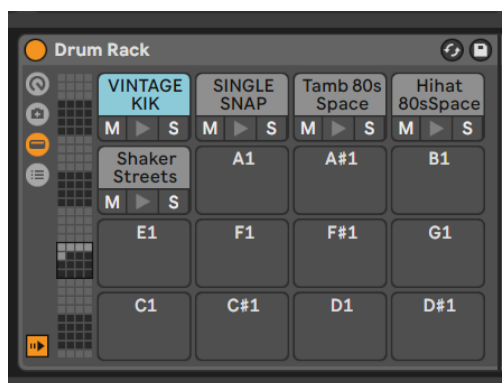 Drum Rack
VINTAGE KIK
SINGLE SNAP
Tamb 80s Space
Hihat 80sSpace
M S M S M S M S
Shaker Streets
A1 A#1 B1
M S
E1 F1 F#1 G1
C1 C#1 D1 D#1